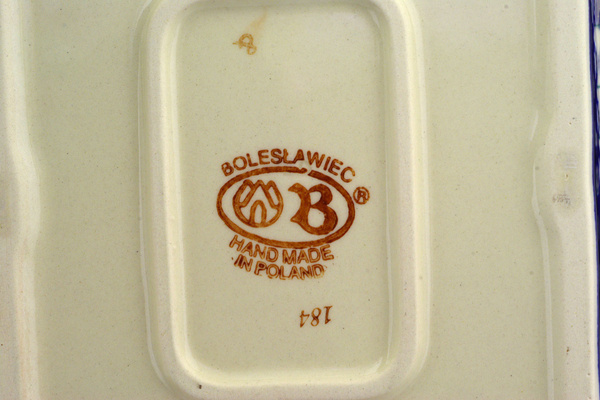 BOLESŁAWIEC
B ®
HAND MADE
IN POLAND
184